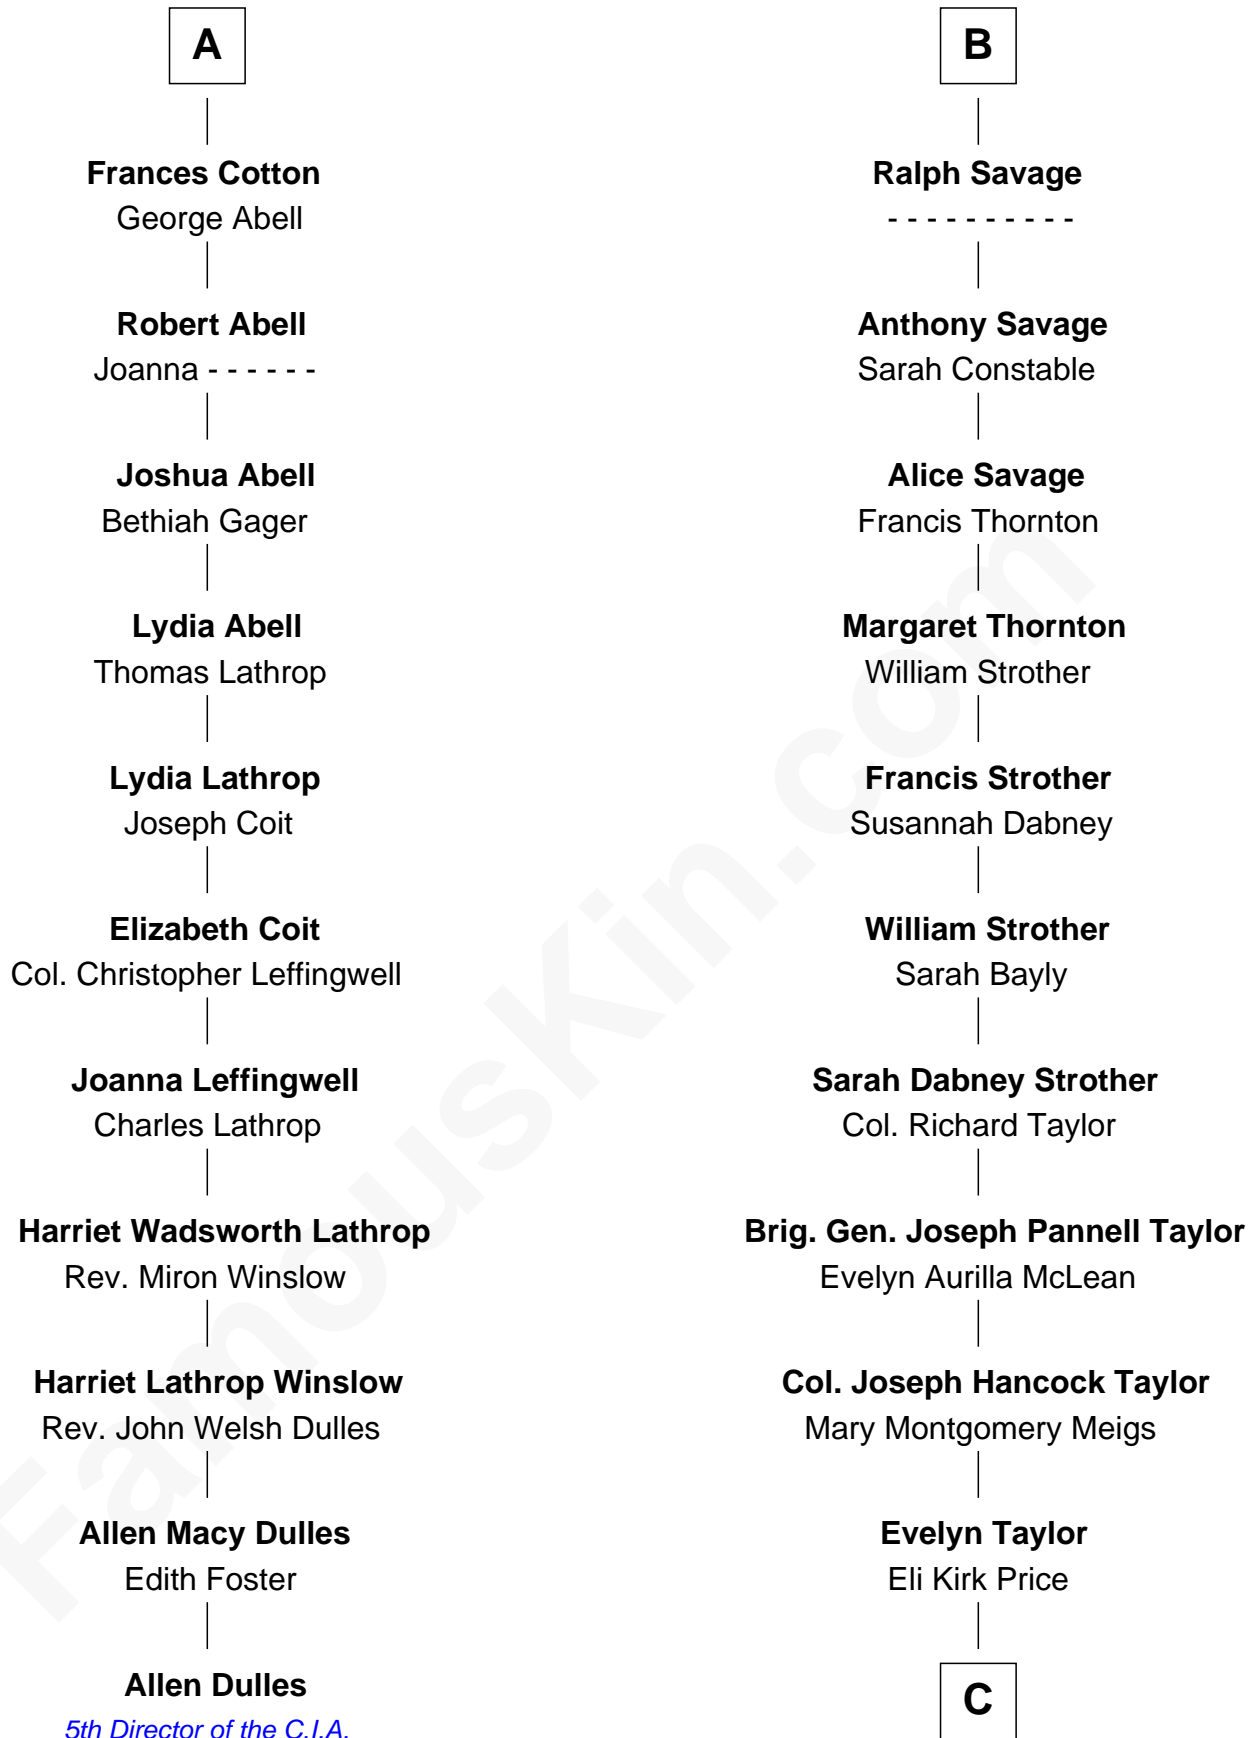 A
Frances Cotton
George Abell
Robert Abell
Joanna - - - - - -
Joshua Abell
Bethiah Gager
Lydia Abell
Thomas Lathrop
Lydia Lathrop
Joseph Coit
Elizabeth Coit
Col. Christopher Leffingwell
Joanna Leffingwell
Charles Lathrop
Harriet Wadsworth Lathrop
Rev. Miron Winslow
Harriet Lathrop Winslow
Rev. John Welsh Dulles
Allen Macy Dulles
Edith Foster
Allen Dulles
5th Director of the C.I.A.
B
Ralph Savage
- - - - - - - - - -
Anthony Savage
Sarah Constable
Alice Savage
Francis Thornton
Margaret Thornton
William Strother
Francis Strother
Susannah Dabney
William Strother
Sarah Bayly
Sarah Dabney Strother
Col. Richard Taylor
Brig. Gen. Joseph Pannell Taylor
Evelyn Aurilla McLean
Col. Joseph Hancock Taylor
Mary Montgomery Meigs
Evelyn Taylor
Eli Kirk Price
C
FamousKin.com